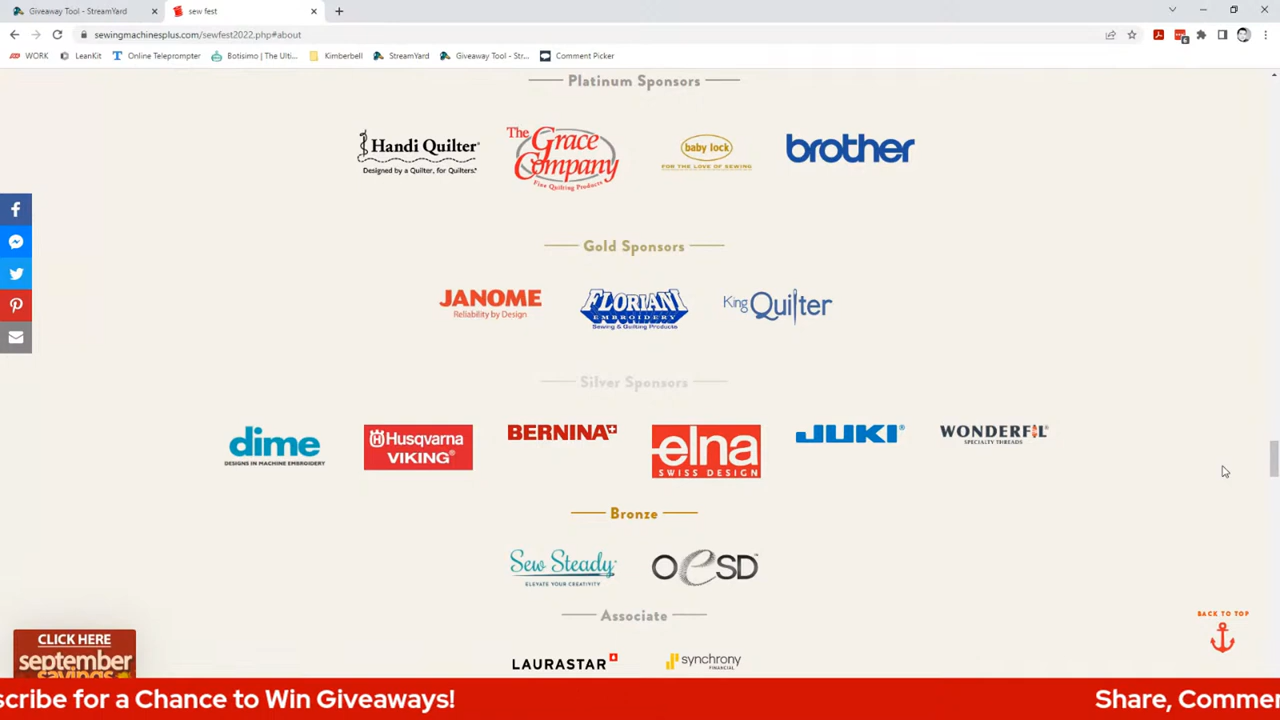 Giveaway Tool - StreamYard
sew fest
sewingmachinesplus.com/sewfest2022.php#about
WORK
LeanKit
Online Teleprompter
Botisimo | The Ulti...
Kimberbell
StreamYard
Giveaway Tool - Str...
Comment Picker
Platinum Sponsors
Handi Quilter®
Designed by a Quilter, for Quilters.®
The Grace Company
Fine Quilting Products
baby lock
FOR THE LOVE OF SEWING
brother
Gold Sponsors
JANOME
Reliability by Design
FLORIANI
EMBROIDERY
Sewing & Quilting Products
King Quilter
Silver Sponsors
dime
DESIGNS IN MACHINE EMBROIDERY
Husqvarna
VIKING®
BERNINA
elna
SWISS DESIGN
JUKI®
WONDERFIL
SPECIALTY THREADS
Bronze
Sew Steady
ELEVATE YOUR CREATIVITY
OESD™
Associate
LAURASTAR
synchrony
FINANCIAL
BACK TO TOP
CLICK HERE
september
savings
scribe for a Chance to Win Giveaways!
Share, Comme